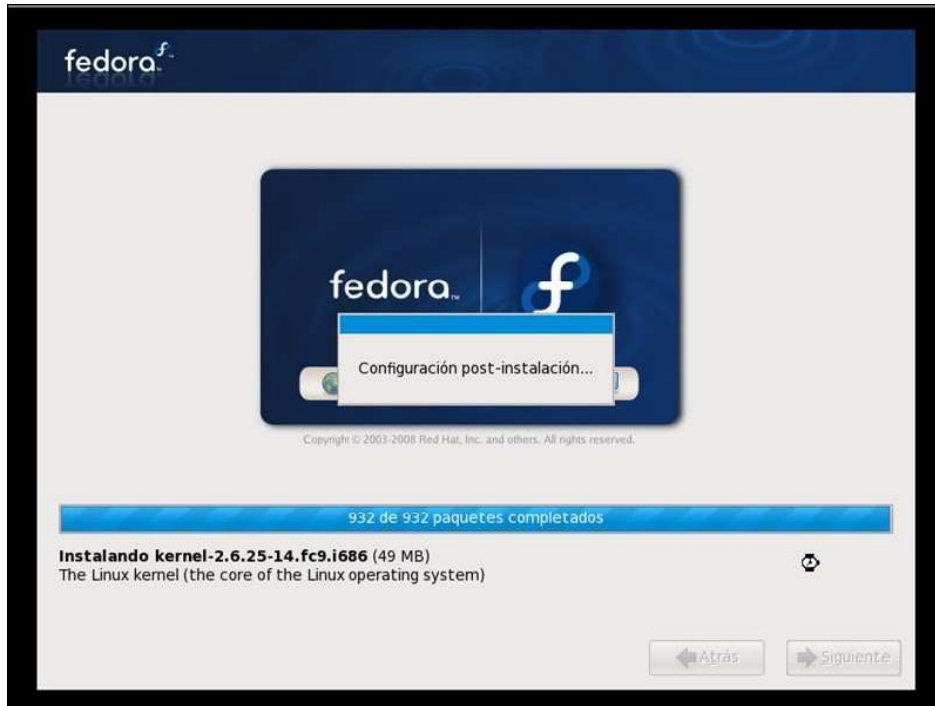 fedora
fedora™
Configuración post-instalación...
Copyright © 2003-2008 Red Hat, Inc. and others. All rights reserved.
932 de 932 paquetes completados
Instalando kernel-2.6.25-14.fc9.i686 (49 MB)
The Linux kernel (the core of the Linux operating system)
Atrás
Siguiente